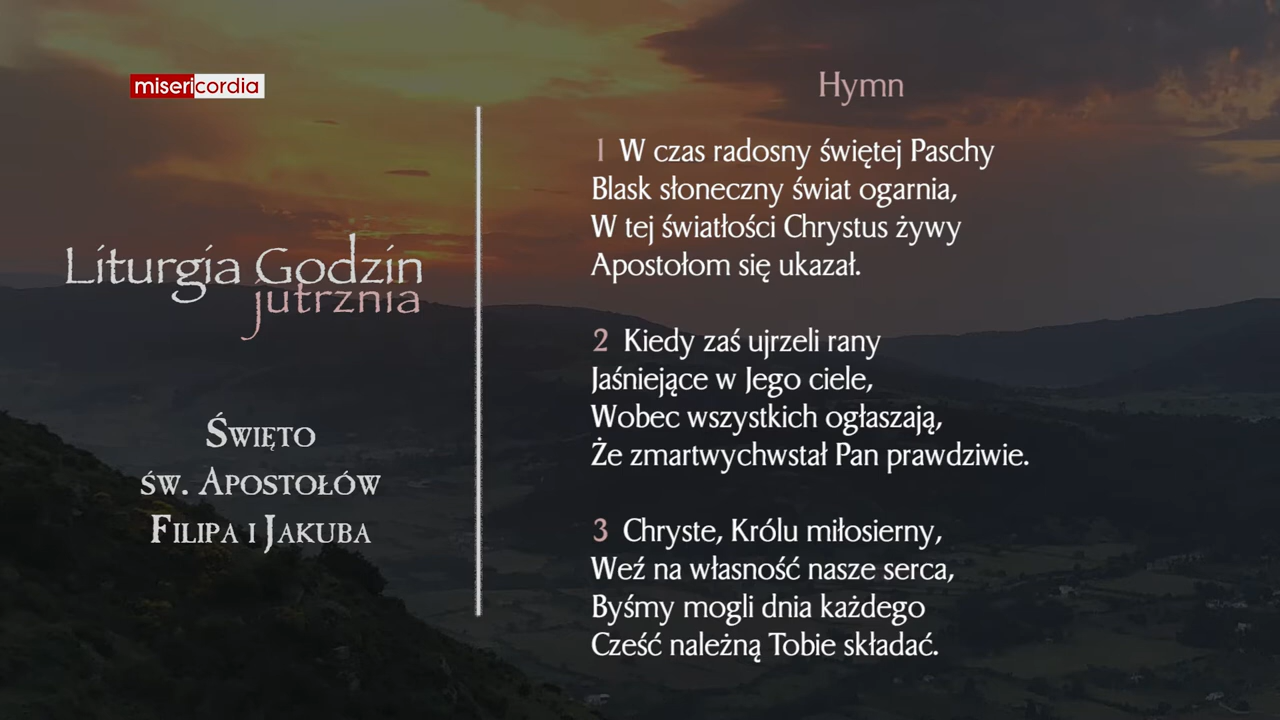 misericordia
Liturgia Godzin
jutrznia
Święto
św. Apostołów
Filipa i Jakuba
Hymn
1 W czas radosny świętej Paschy
Blask słoneczny świat ogarnia,
W tej światłości Chrystus żywy
Apostołom się ukazał.
2 Kiedy zaś ujrzeli rany
Jaśniejące w Jego ciele,
Wobec wszystkich ogłaszają,
Że zmartwychwstał Pan prawdziwie.
3 Chryste, Królu miłosierny,
Weź na własność nasze serca,
Byśmy mogli dnia każdego
Cześć należną Tobie składać.